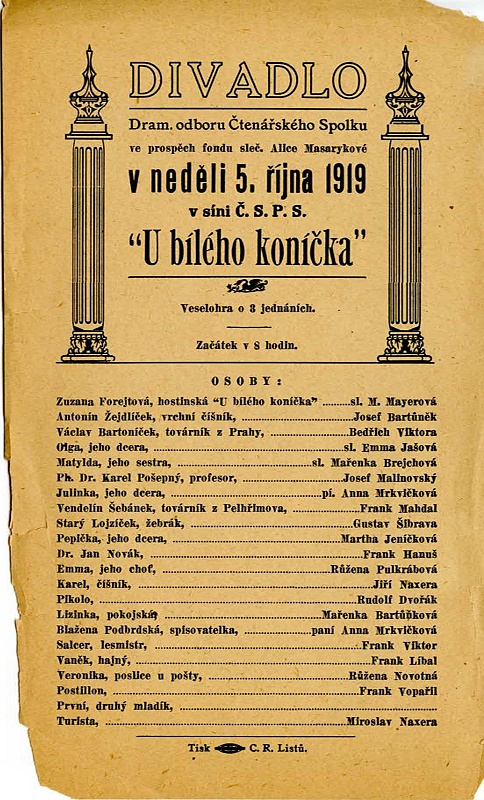 DIVADLO
Dram. odboru Čtenářského Spolku
ve prospěch fondu sleč. Alice Masarykové
v neděli 5. října 1919
v síni Č. S. P. S.
“U bílého koníčka”
Veselohra o 3 jednáních.
Začátek v 8 hodin.
OSOBY:
Zuzana Forejtová, hostinská “U bílého koníčka” ..........sl. M. Mayerová
Antonín Žejdlíček, vrchní číšník, ..........Josef Bartůněk
Václav Bartoníček, továrník z Prahy, ..........Bedřich Viktora
Olga, jeho dcera, ..........sl. Emma Jašová
Matylda, jeho sestra, ..........sl. Mařenka Brejchová
Ph. Dr. Karel Pošepný, profesor, ..........Josef Malinovský
Julinka, jeho dcera, ..........pí. Anna Mrkvičková
Vendelín Šebánek, továrník z Pelhřimova, ..........Frank Mahdal
Starý Lojzíček, žebrák, ..........Gustav Šibrava
Pepička, jeho dcera, ..........Martha Jeníčková
Dr. Jan Novák, ..........Frank Hanuš
Emma, jeho choť, ..........Růžena Pulkrábová
Karel, číšník, ..........Jiří Naxera
Pikolo, ..........Rudolf Dvořák
Lizinka, pokojská, ..........Mařenka Bartůňková
Blažena Podbrdská, spisovatelka, ..........paní Anna Mrkvičková
Salcer, lesmistr, ..........Frank Viktor
Vaněk, hajný, ..........Frank Líbal
Veronika, poslice u pošty, ..........Růžena Novotná
Postillon, ..........Frank Vopařil
První, druhý mladík, ..........
Turista, ..........Miroslav Naxera
Tisk C. R. Listů.